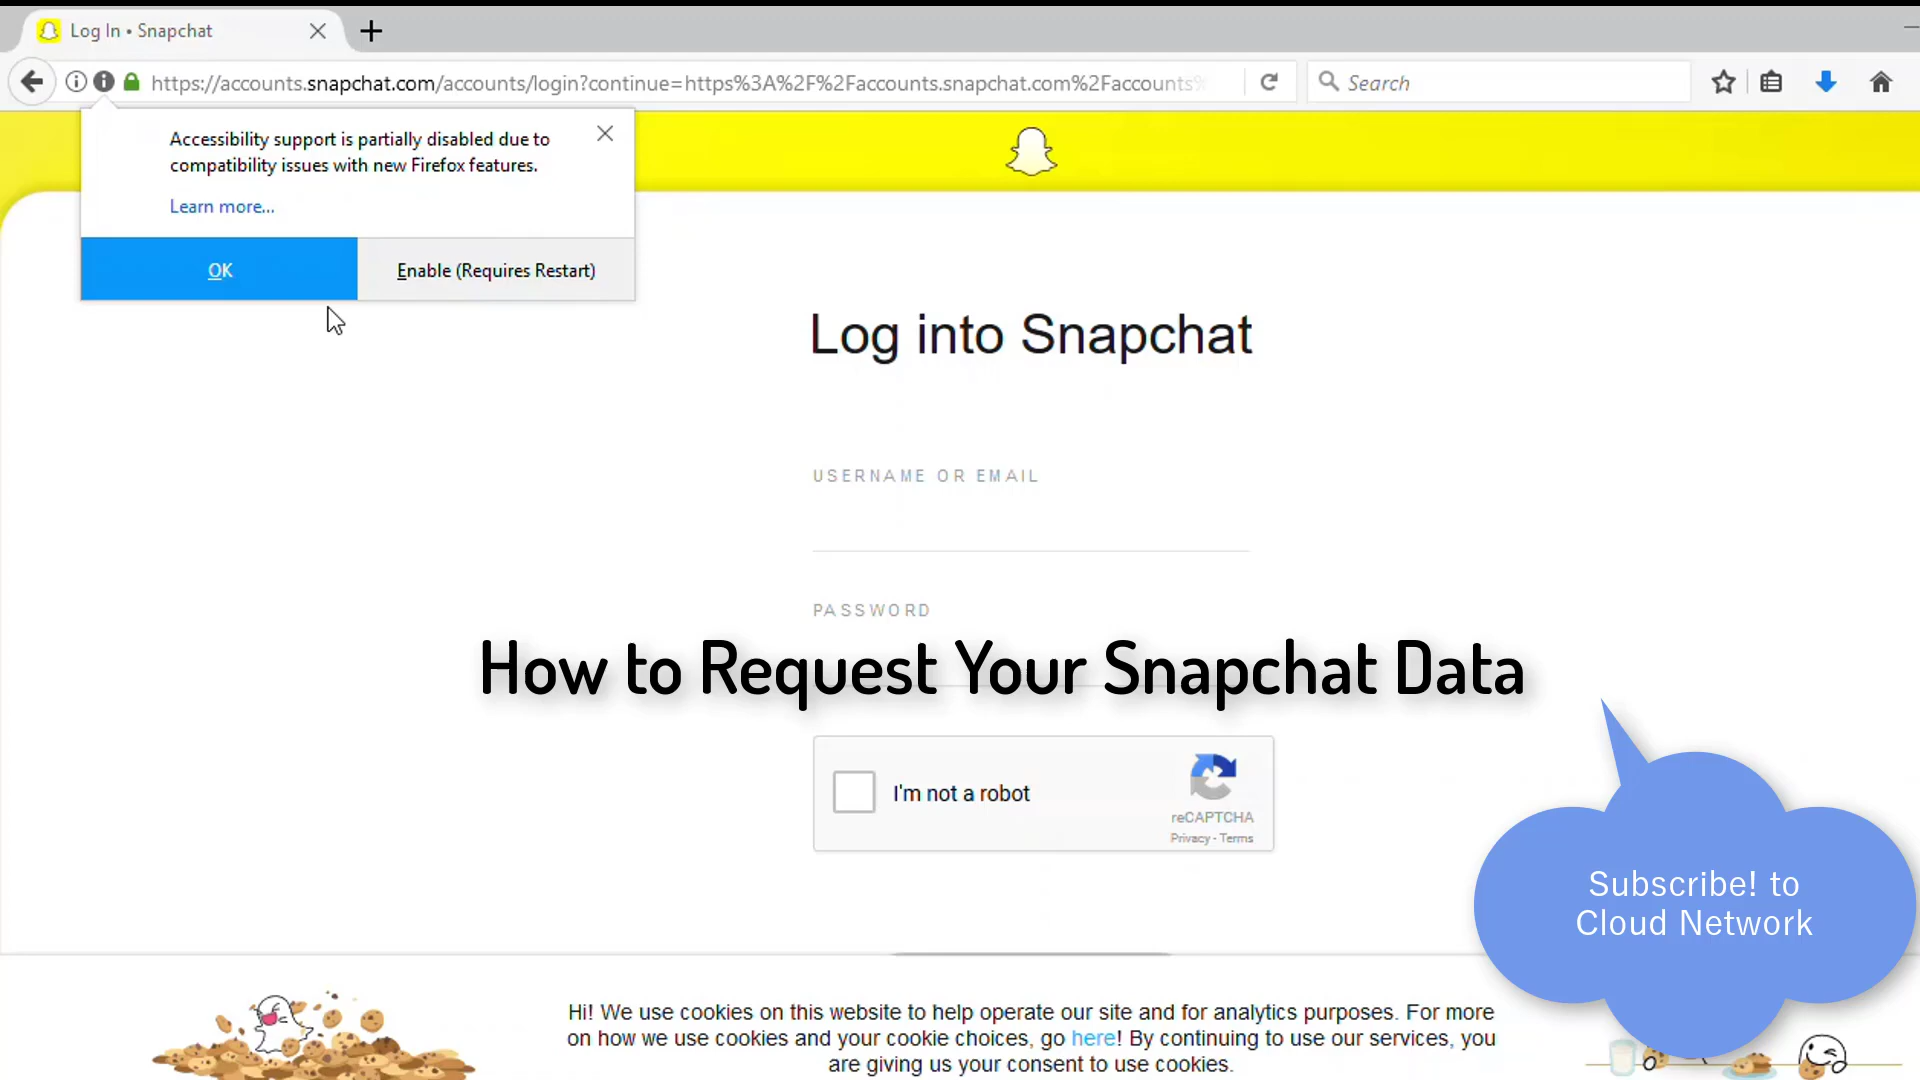 Log In • Snapchat
https://accounts.snapchat.com/accounts/login?continue=https%3A%2F%2Faccounts.snapchat.com%2Faccounts%
Search
Accessibility support is partially disabled due to
compatibility issues with new Firefox features.
Learn more...
OK
Enable (Requires Restart)
Log into Snapchat
USERNAME OR EMAIL
PASSWORD
How to Request Your Snapchat Data
I'm not a robot
reCAPTCHA
Privacy - Terms
Subscribe! to
Cloud Network
Hi! We use cookies on this website to help operate our site and for analytics purposes. For more
on how we use cookies and your cookie choices, go here! By continuing to use our services, you
are giving us your consent to use cookies.